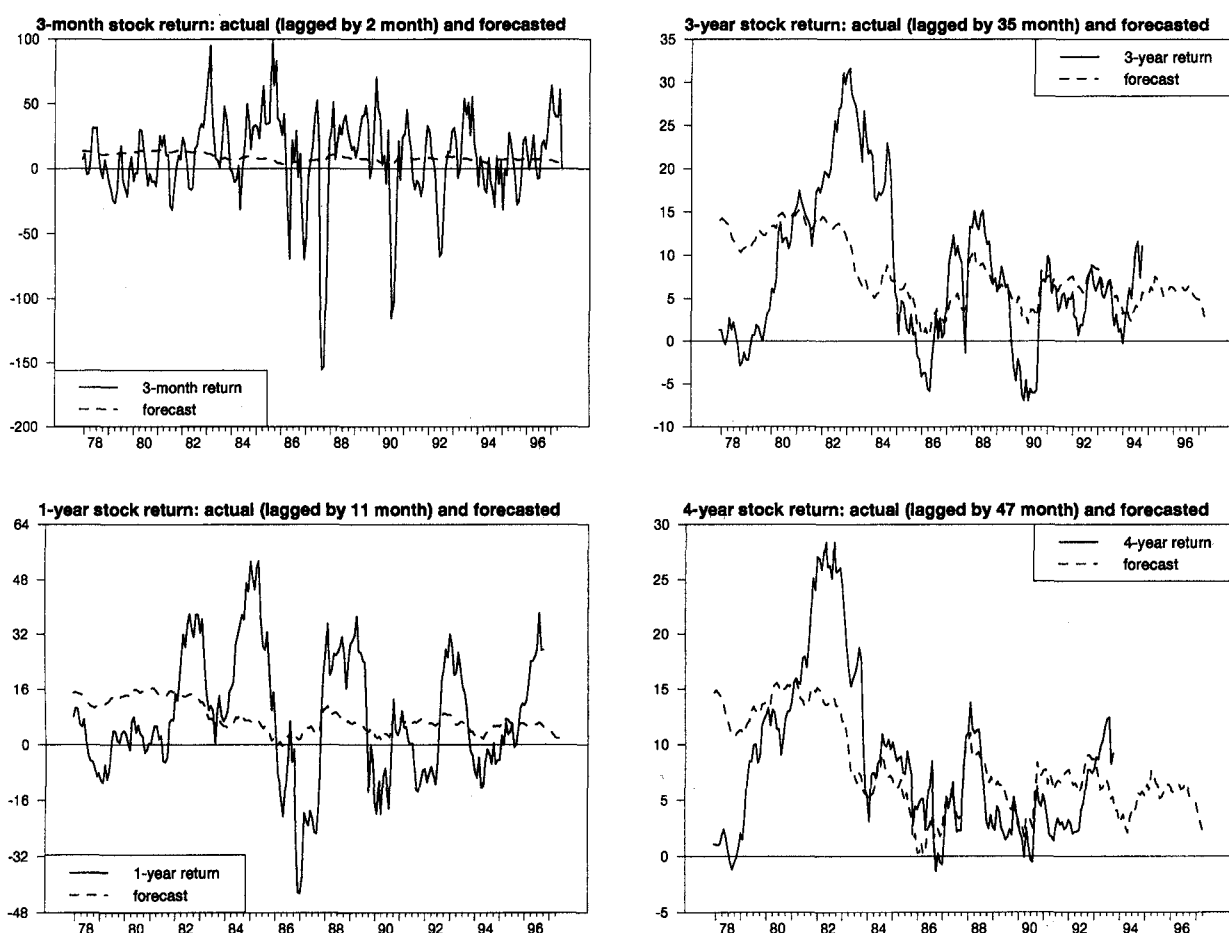 3-month stock return: actual (lagged by 2 month) and forecasted
100
50
0
-50
-100
-150
-200
3-month return
forecast
78 80 82 84 86 88 90 92 94 96
3-year stock return: actual (lagged by 35 month) and forecasted
35
30
25
20
15
10
5
0
-5
-10
3-year return
forecast
78 80 82 84 86 88 90 92 94 96
1-year stock return: actual (lagged by 11 month) and forecasted
64
48
32
16
0
-16
-32
-48
1-year return
forecast
78 80 82 84 86 88 90 92 94 96
4-year stock return: actual (lagged by 47 month) and forecasted
30
25
20
15
10
5
0
-5
4-year return
forecast
78 80 82 84 86 88 90 92 94 96